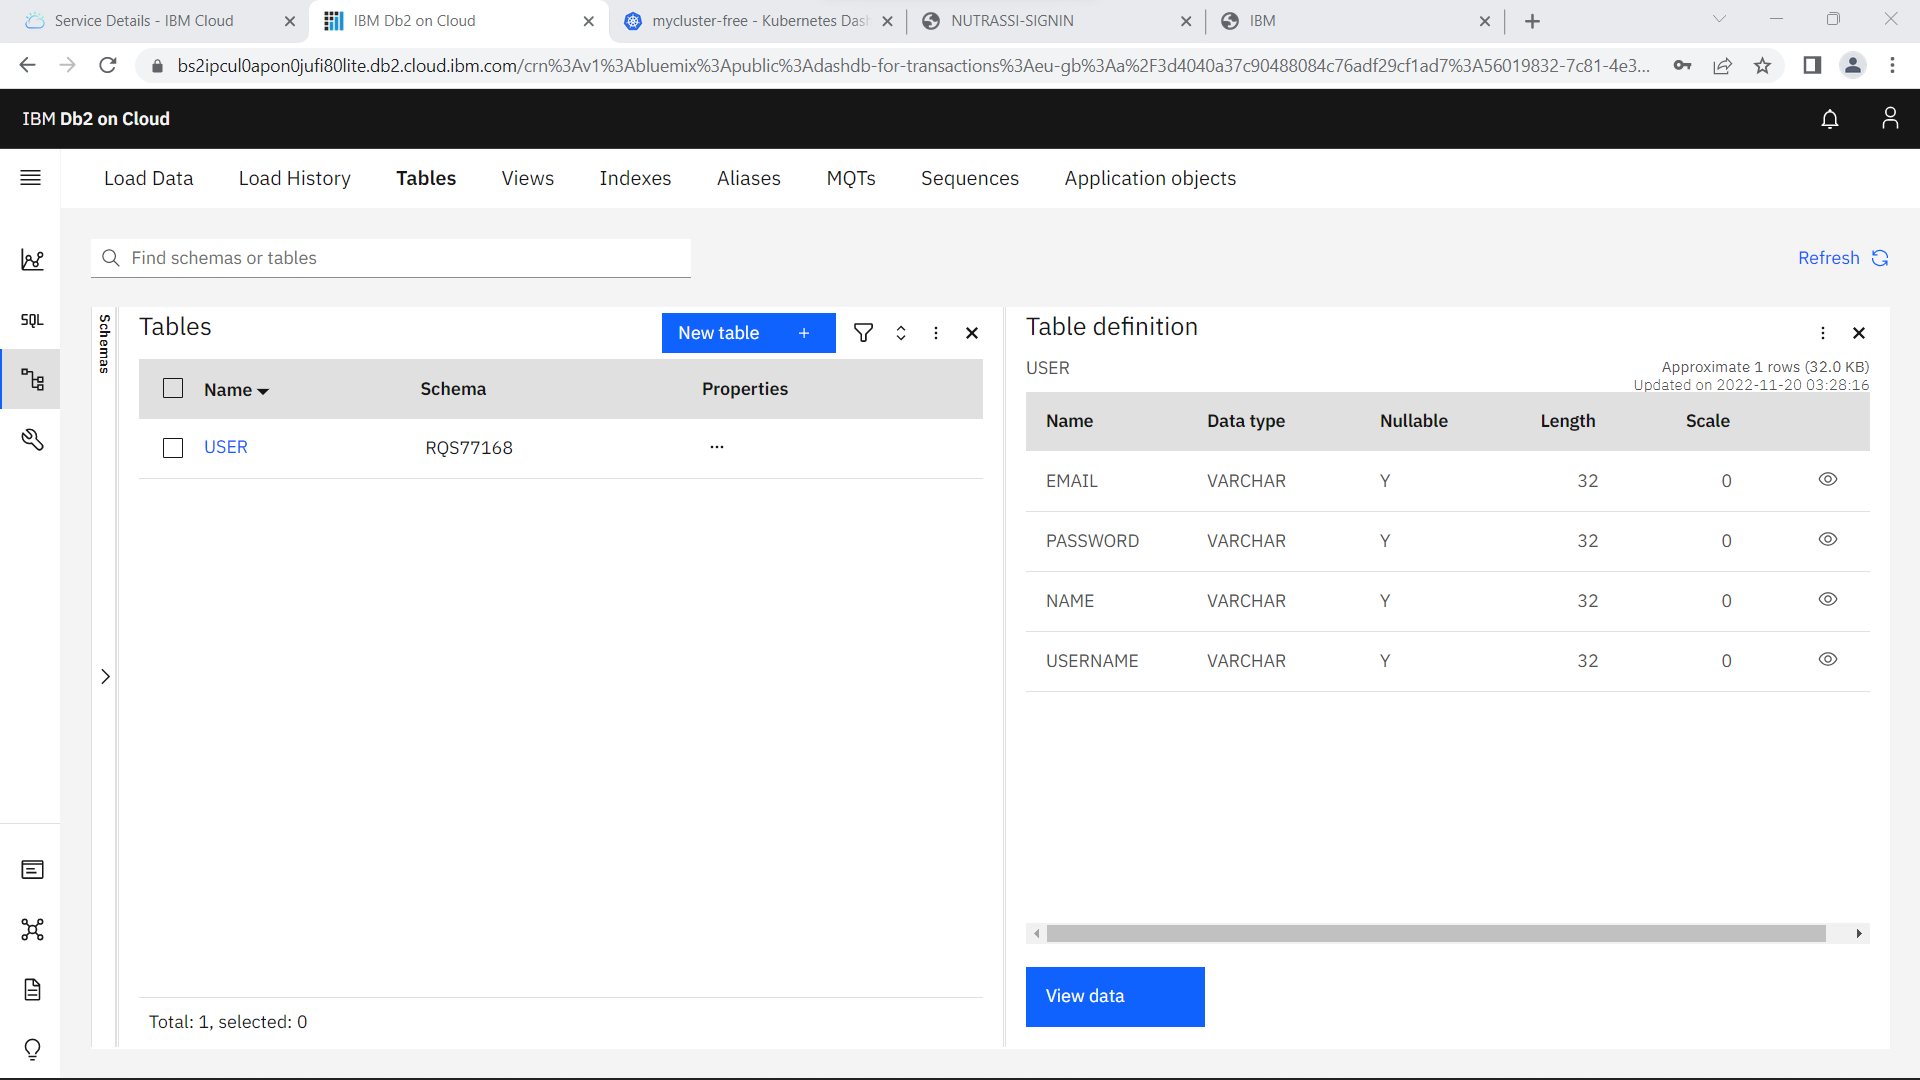 Service Details - IBM Cloud
IBM Db2 on Cloud
mycluster-free - Kubernetes Das
NUTRASSI-SIGNIN
IBM
bs2ipcul0apon0jufi80lite.db2.cloud.ibm.com/crn%3Av1%3Abluemix%3Apublic%3Adashdb-for-transactions%3Aeu-gb%3Aa%2F3d4040a37c90488084c76adf29cf1ad7%3A56019832-7c81-4e3...
IBM Db2 on Cloud
Load Data
Load History
Tables
Views
Indexes
Aliases
MQTs
Sequences
Application objects
Find schemas or tables
Refresh
SQL
Schemas
Tables
New table +
Name Schema Properties
USER RQS77168 ...
Total: 1, selected: 0
Table definition
USER
Approximate 1 rows (32.0 KB)
Updated on 2022-11-20 03:28:16
Name Data type Nullable Length Scale
EMAIL VARCHAR Y 32 0
PASSWORD VARCHAR Y 32 0
NAME VARCHAR Y 32 0
USERNAME VARCHAR Y 32 0
View data